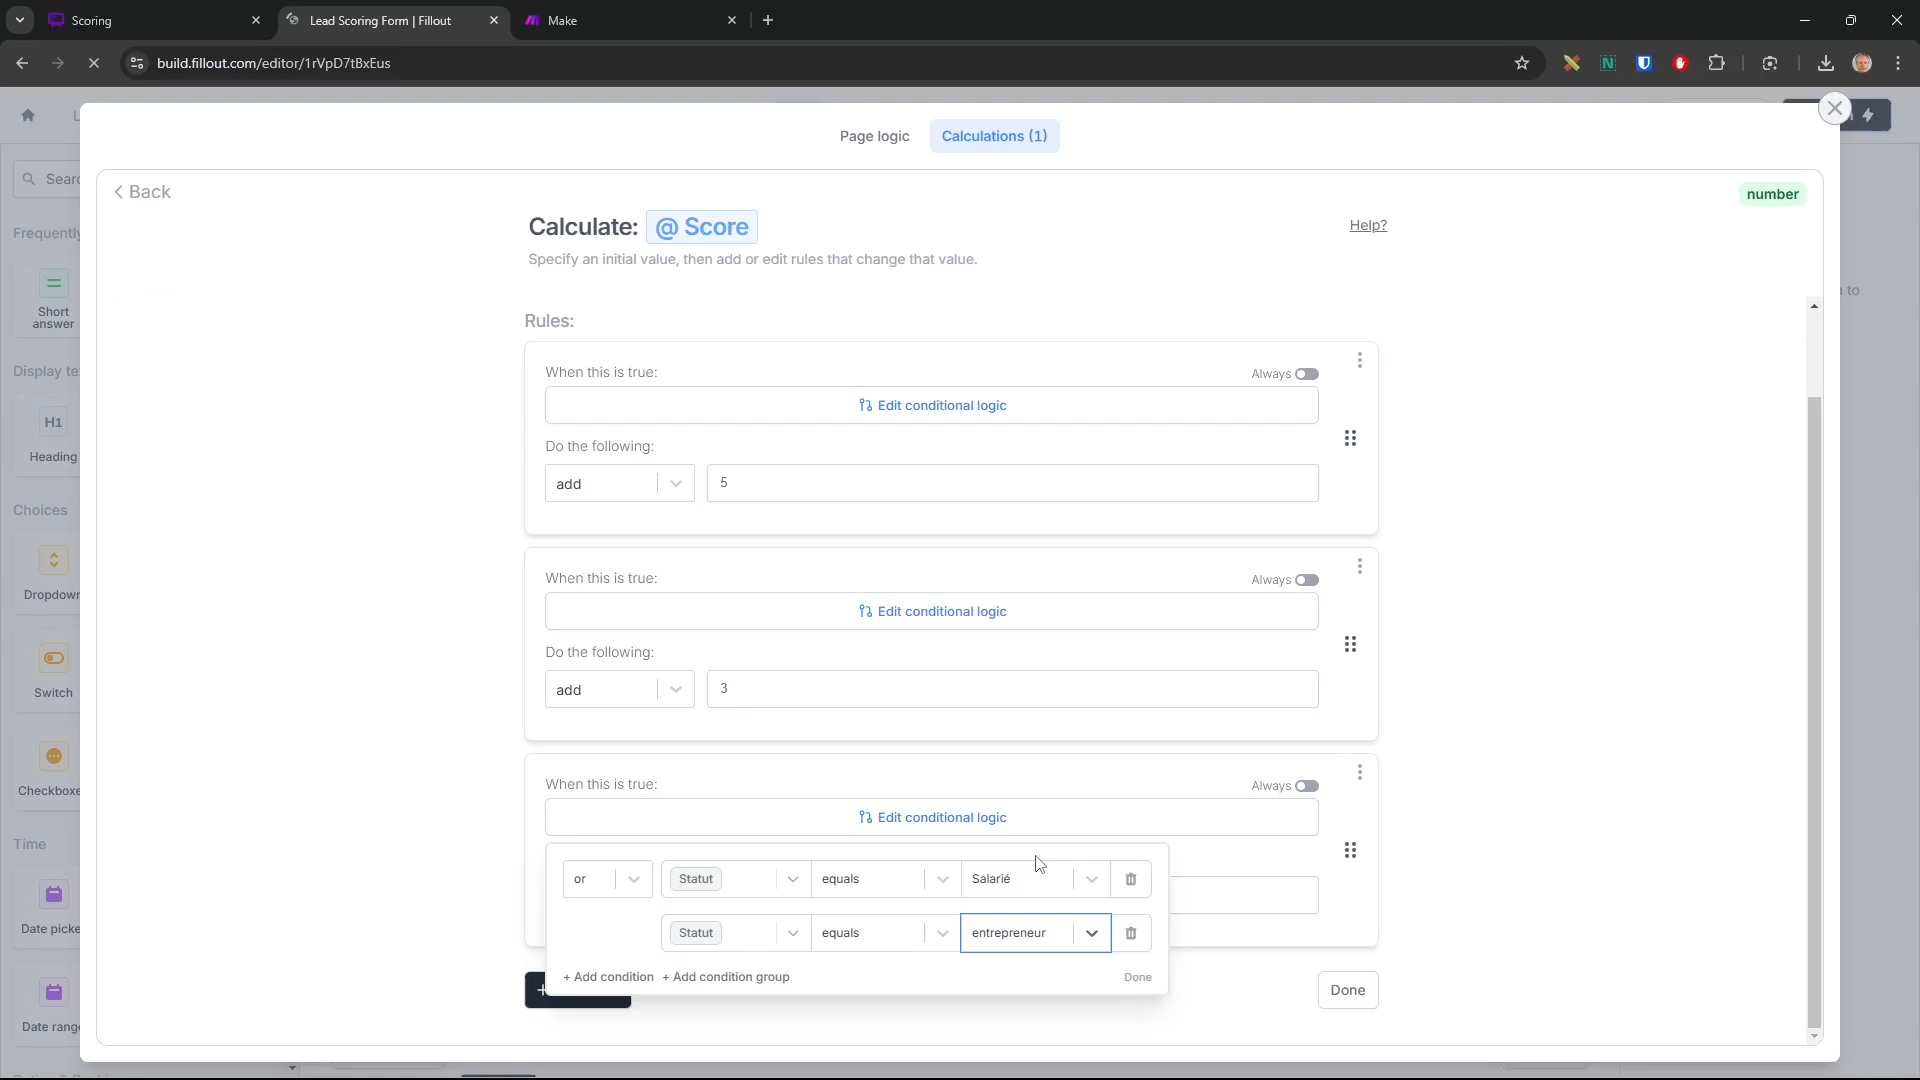 Scoring
Lead Scoring Form | Fillout
Make
build.fillout.com/editor/1rVpD7tBxEus
Page logic
Calculations (1)
Back
number
Calculate: @ Score
Help?
Specify an initial value, then add or edit rules that change that value.
Rules:
When this is true:
Always
Edit conditional logic
Do the following:
add
5
When this is true:
Always
Edit conditional logic
Do the following:
add
3
When this is true:
Always
Edit conditional logic
or
Statut
equals
Salarié
Statut
equals
entrepreneur
+ Add condition
+ Add condition group
Done
+
Done
Sear
Frequently
Short
answer
Display te
H1
Heading
Choices
Dropdown
Switch
Checkboxe
Time
Date picke
Date rang
n to